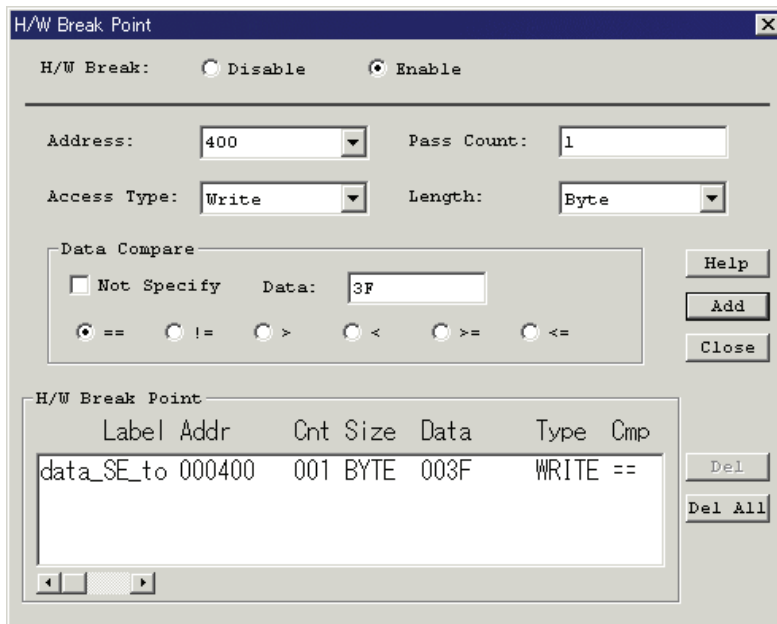 H/W Break Point
H/W Break: Disable Enable
Address: 400 Pass Count: 1
Access Type: Write Length: Byte
Data Compare
Not Specify Data: 3F
== != > < >= <=
Help
Add
Close
H/W Break Point
Label Addr Cnt Size Data Type Cmp
data_SE_to 000400 001 BYTE 003F WRITE ==
Del
Del All